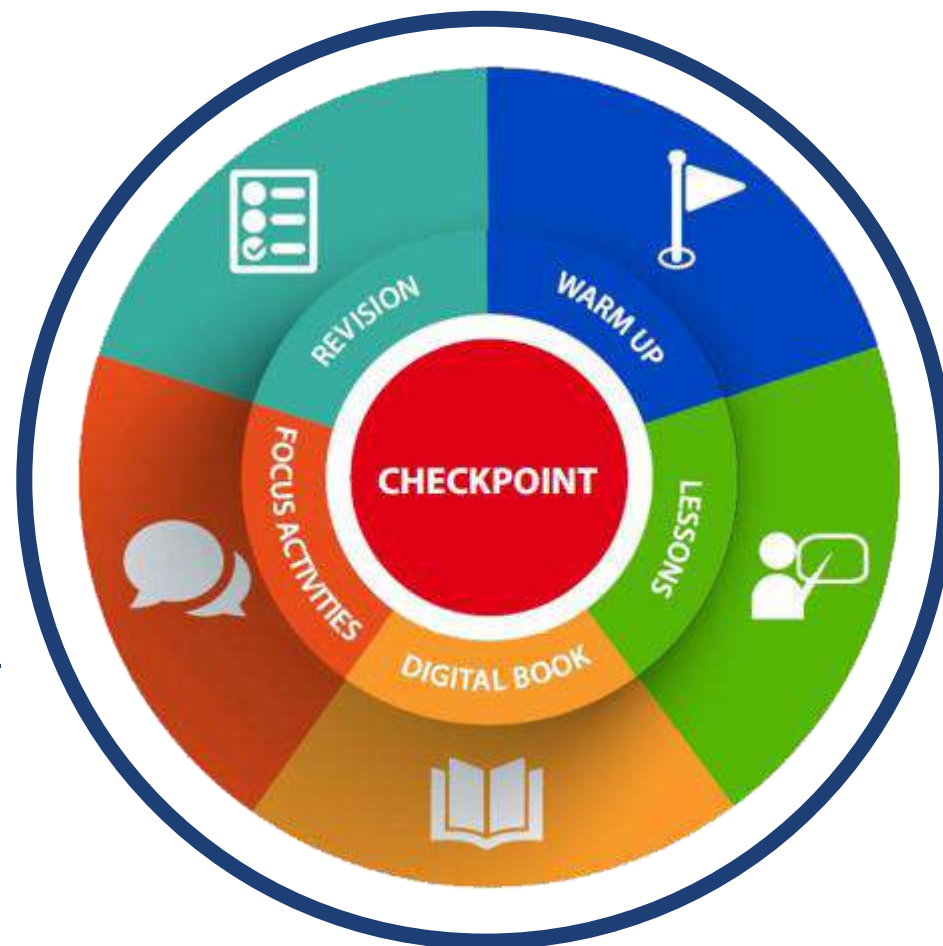 REVISION
WARM UP
FOCUS ACTIVITIES
CHECKPOINT
LESSONS
DIGITAL BOOK